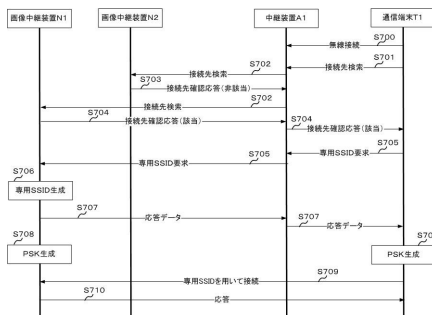 画像中継装置N1
画像中継装置N2
中継装置A1
通信端末T1
S700
無線接続
S701
接続先検索
S702
接続先検索
S703
接続先確認応答(非該当)
S702
接続先検索
S704
接続先確認応答(該当)
S704
接続先確認応答(該当)
S705
専用SSID要求
S705
専用SSID要求
S706
専用SSID生成
S707
応答データ
S707
応答データ
S708
PSK生成
S70
PSK生成
S709
専用SSIDを用いて接続
S710
応答